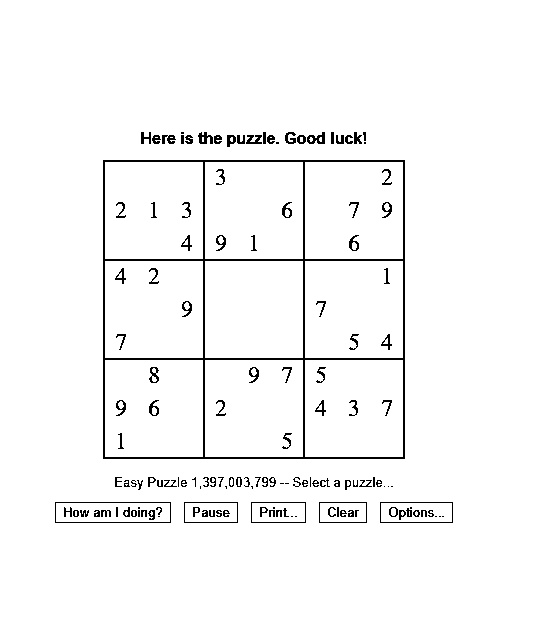 Here is the puzzle. Good luck!
3 2
2 1 3 6 7 9
4 9 1 6
4 2 1
9 7
7 5 4
8 9 7 5
9 6 2 4 3 7
1 5
Easy Puzzle 1,397,003,799 -- Select a puzzle...
How am I doing? Pause Print... Clear Options...